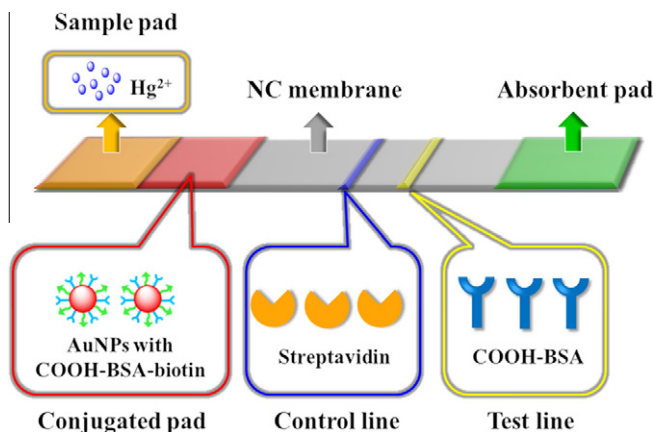 Sample pad
Hg²⁺
NC membrane
Absorbent pad
AuNPs with
COOH-BSA-biotin
Streptavidin
COOH-BSA
Conjugated pad
Control line
Test line